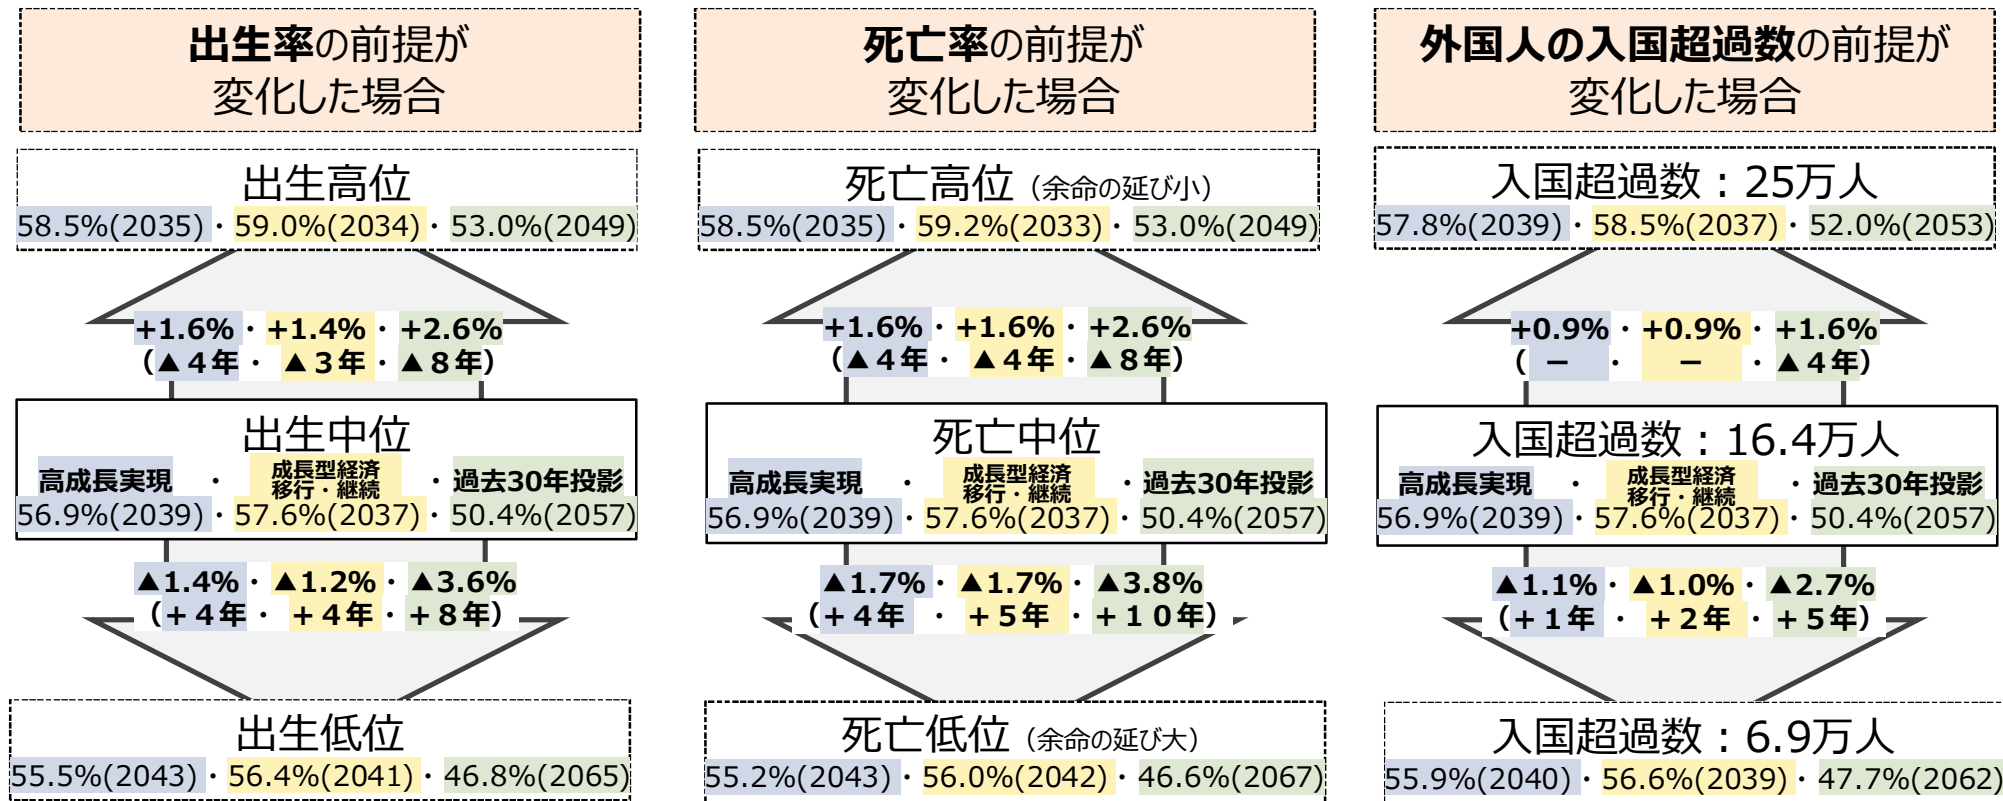 出生率の前提が
変化した場合
出生高位
58.5%(2035)・59.0%(2034)・53.0%(2049)
+1.6%・+1.4%・+2.6%
(▲4年・▲3年・▲8年)
出生中位
高成長実現・成長型経済移行・継続・過去30年投影
56.9%(2039)・57.6%(2037)・50.4%(2057)
▲1.4%・▲1.2%・▲3.6%
(+4年・+4年・+8年)
出生低位
55.5%(2043)・56.4%(2041)・46.8%(2065)
死亡率の前提が
変化した場合
死亡高位(余命の延び小)
58.5%(2035)・59.2%(2033)・53.0%(2049)
+1.6%・+1.6%・+2.6%
(▲4年・▲4年・▲8年)
死亡中位
高成長実現・成長型経済移行・継続・過去30年投影
56.9%(2039)・57.6%(2037)・50.4%(2057)
▲1.7%・▲1.7%・▲3.8%
(+4年・+5年・+10年)
死亡低位(余命の延び大)
55.2%(2043)・56.0%(2042)・46.6%(2067)
外国人の入国超過数の前提が
変化した場合
入国超過数:25万人
57.8%(2039)・58.5%(2037)・52.0%(2053)
+0.9%・+0.9%・+1.6%
(-・-・▲4年)
入国超過数:16.4万人
高成長実現・成長型経済移行・継続・過去30年投影
56.9%(2039)・57.6%(2037)・50.4%(2057)
▲1.1%・▲1.0%・▲2.7%
(+1年・+2年・+5年)
入国超過数:6.9万人
55.9%(2040)・56.6%(2039)・47.7%(2062)